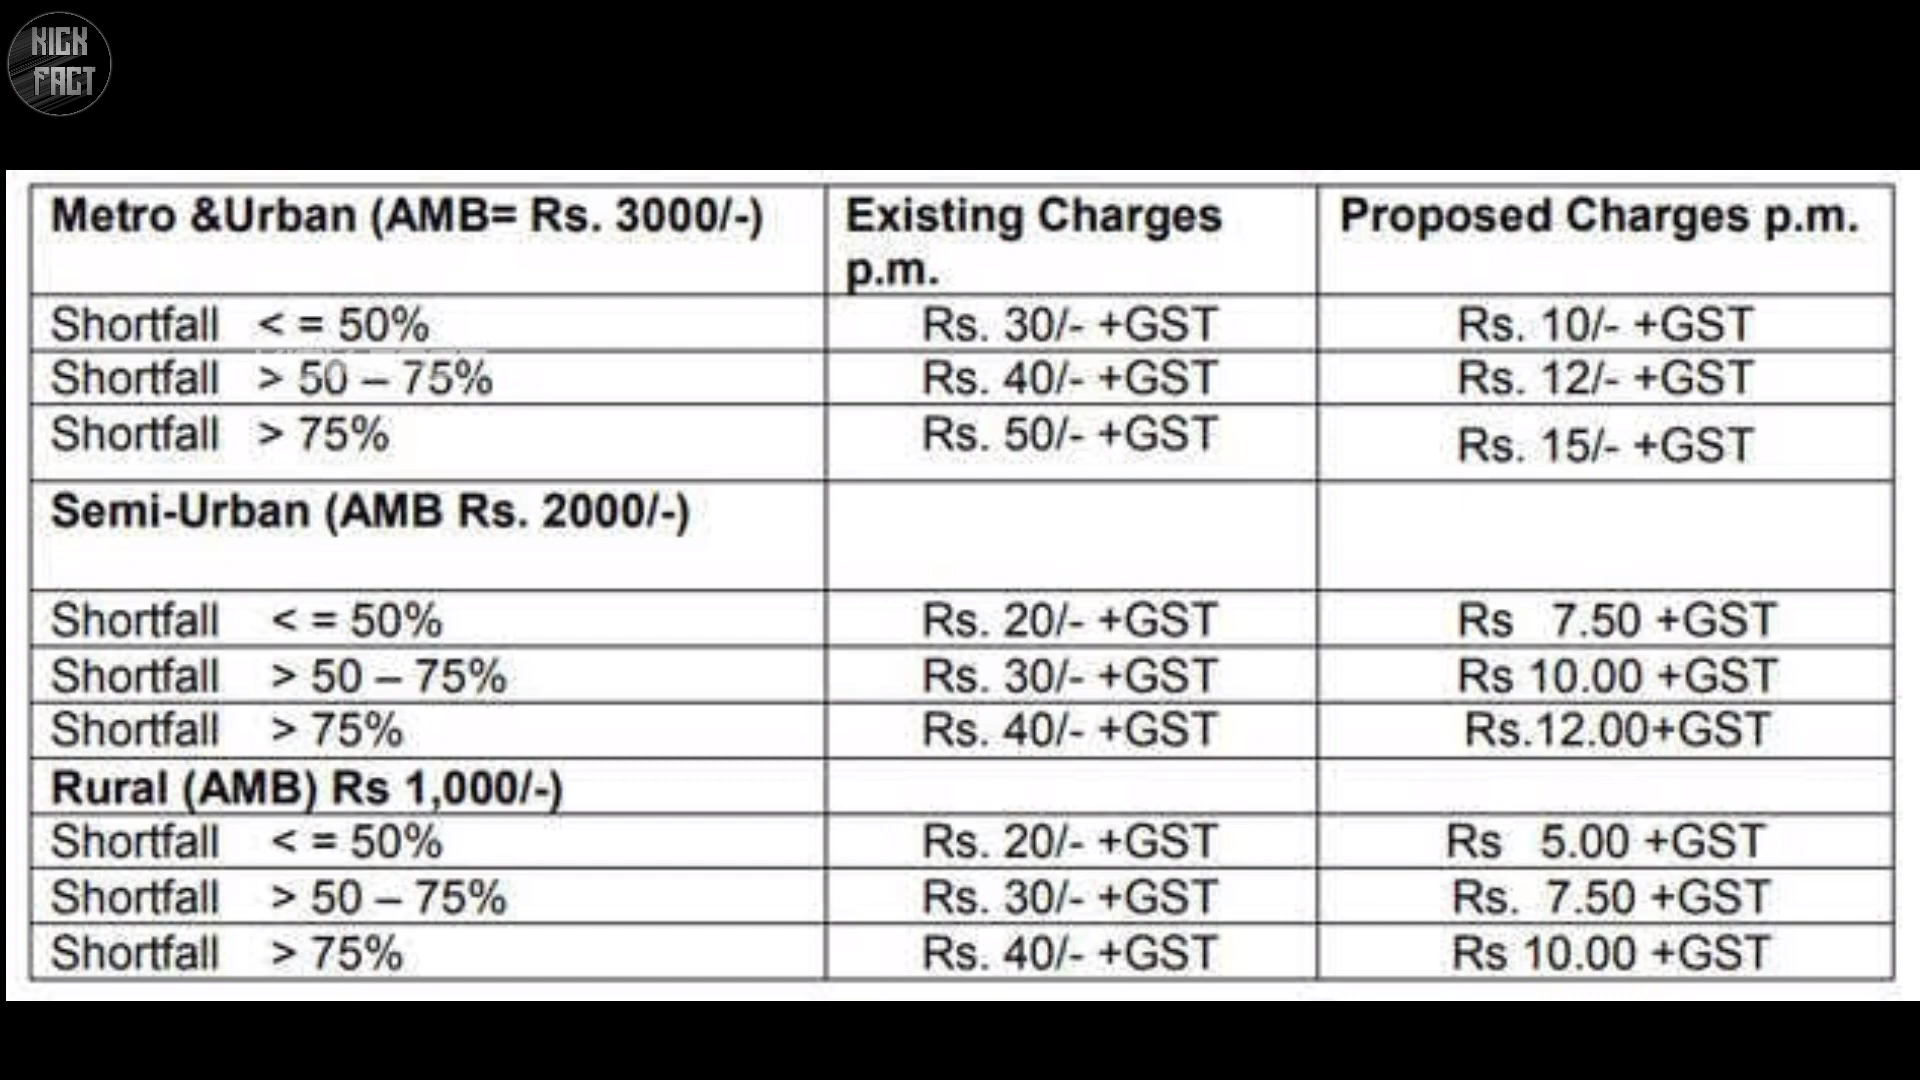 KICK
FACT
Metro &Urban (AMB= Rs. 3000/-) Existing Charges p.m. Proposed Charges p.m.
Shortfall < = 50% Rs. 30/- +GST Rs. 10/- +GST
Shortfall > 50 – 75% Rs. 40/- +GST Rs. 12/- +GST
Shortfall > 75% Rs. 50/- +GST Rs. 15/- +GST
Semi-Urban (AMB Rs. 2000/-)
Shortfall < = 50% Rs. 20/- +GST Rs 7.50 +GST
Shortfall > 50 – 75% Rs. 30/- +GST Rs 10.00 +GST
Shortfall > 75% Rs. 40/- +GST Rs.12.00+GST
Rural (AMB) Rs 1,000/-)
Shortfall < = 50% Rs. 20/- +GST Rs 5.00 +GST
Shortfall > 50 – 75% Rs. 30/- +GST Rs. 7.50 +GST
Shortfall > 75% Rs. 40/- +GST Rs 10.00 +GST